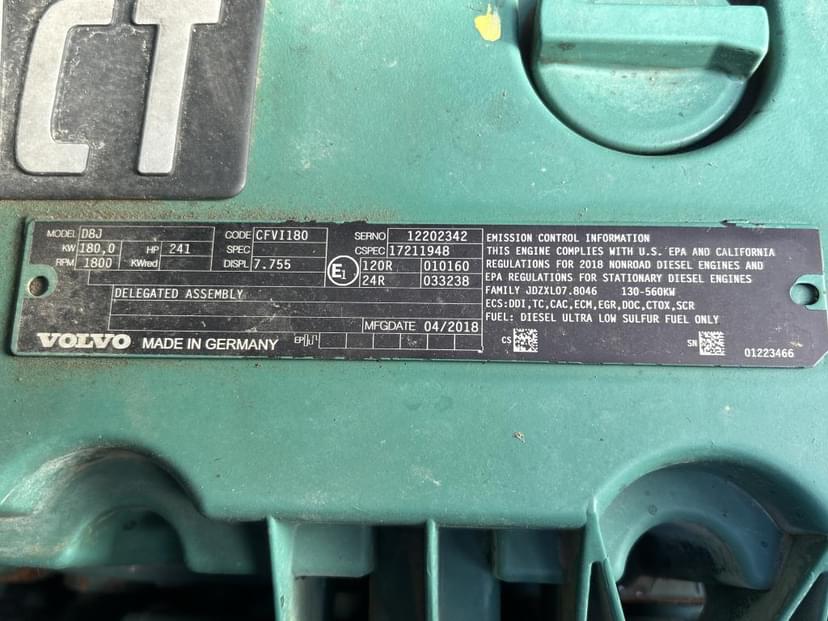 CT
MODEL D8J CODE CFVI180 SERNO 12202342
KW 180,0 HP 241 SPEC CSPEC 17211948
RPM 1800 KWred DISPL 7.755 E1 120R 010160
24R 033238
DELEGATED ASSEMBLY
MFGDATE 04/2018
VOLVO MADE IN GERMANY EP
EMISSION CONTROL INFORMATION
THIS ENGINE COMPLIES WITH U.S. EPA AND CALIFORNIA
REGULATIONS FOR 2018 NONROAD DIESEL ENGINES AND
EPA REGULATIONS FOR STATIONARY DIESEL ENGINES
FAMILY JDZXL07.8046 130-560KW
ECS:DDI,TC,CAC,ECM,EGR,DOC,CTOX,SCR
FUEL: DIESEL ULTRA LOW SULFUR FUEL ONLY
CS SN 01223466